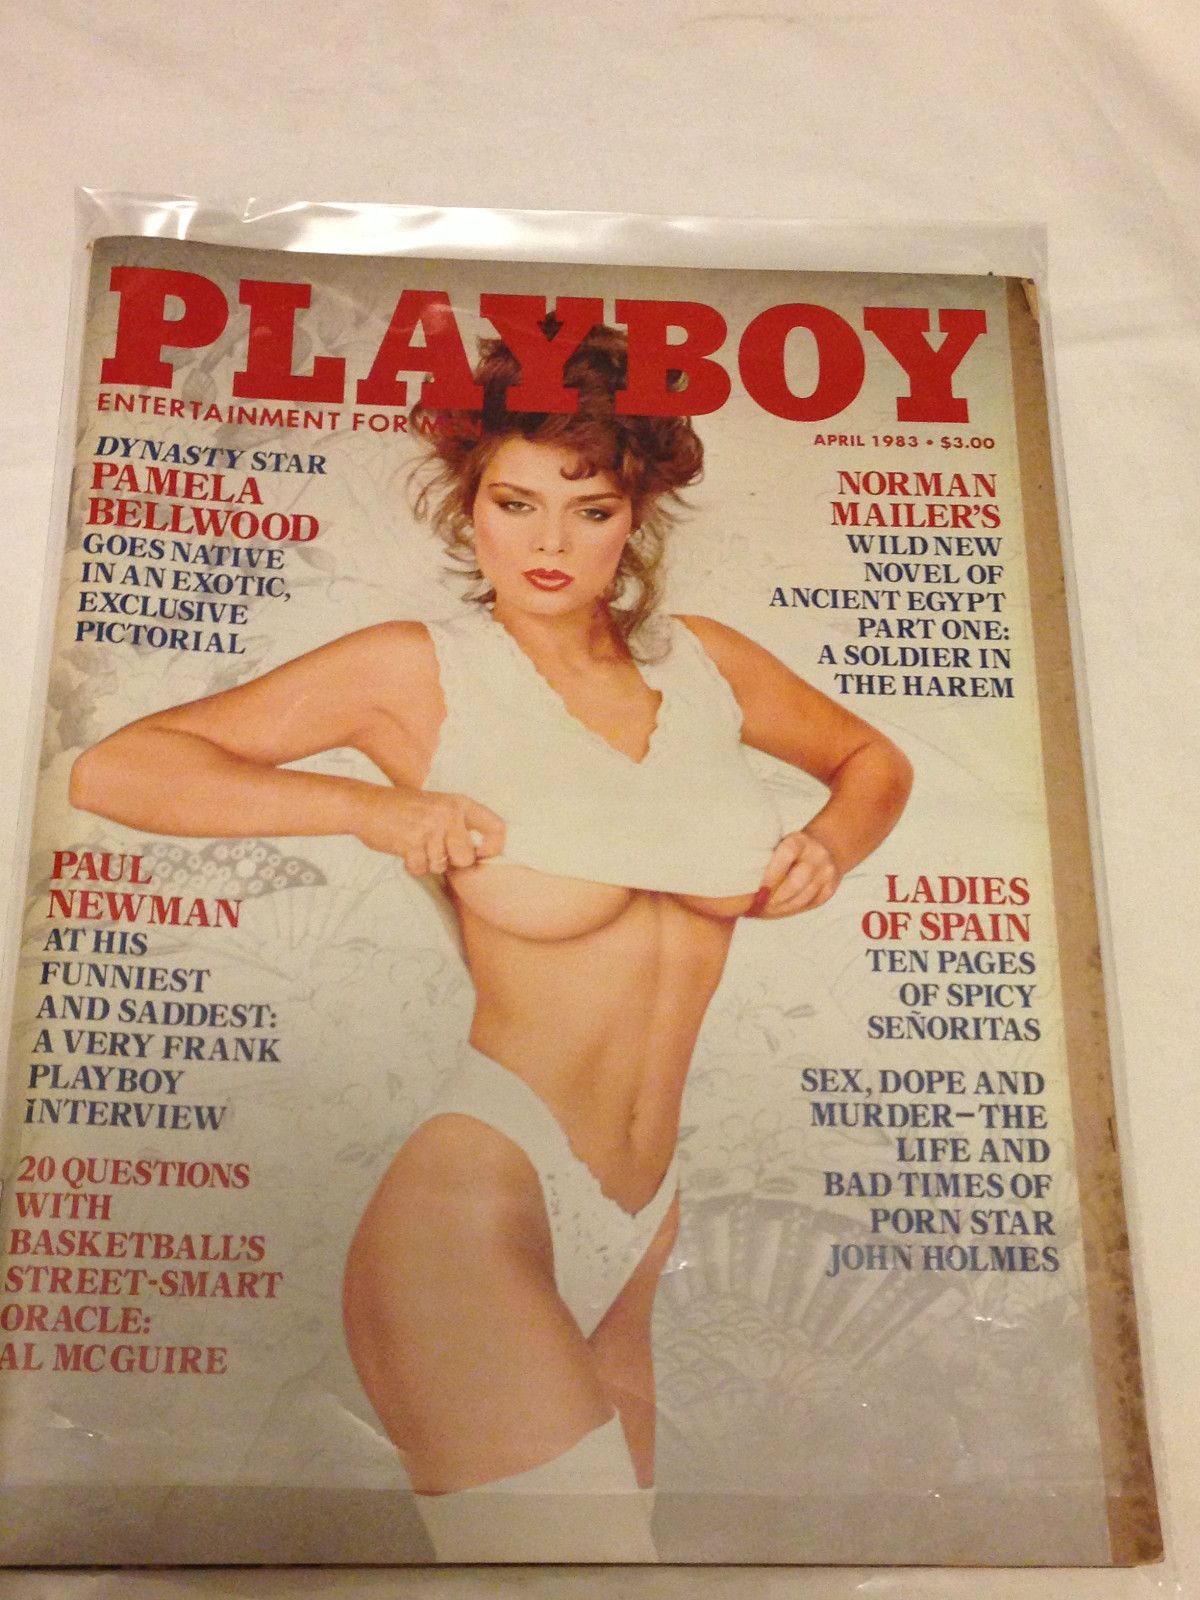 PLAYBOY
ENTERTAINMENT FOR MEN
APRIL 1983 • $3.00
DYNASTY STAR
PAMELA
BELLWOOD
GOES NATIVE
IN AN EXOTIC,
EXCLUSIVE
PICTORIAL
NORMAN
MAILER'S
WILD NEW
NOVEL OF
ANCIENT EGYPT
PART ONE:
A SOLDIER IN
THE HAREM
PAUL
NEWMAN
AT HIS
FUNNIEST
AND SADDEST:
A VERY FRANK
PLAYBOY
INTERVIEW
LADIES
OF SPAIN
TEN PAGES
OF SPICY
SEÑORITAS
20 QUESTIONS
WITH
BASKETBALL'S
STREET-SMART
ORACLE:
AL MCGUIRE
SEX, DOPE AND
MURDER—THE
LIFE AND
BAD TIMES OF
PORN STAR
JOHN HOLMES